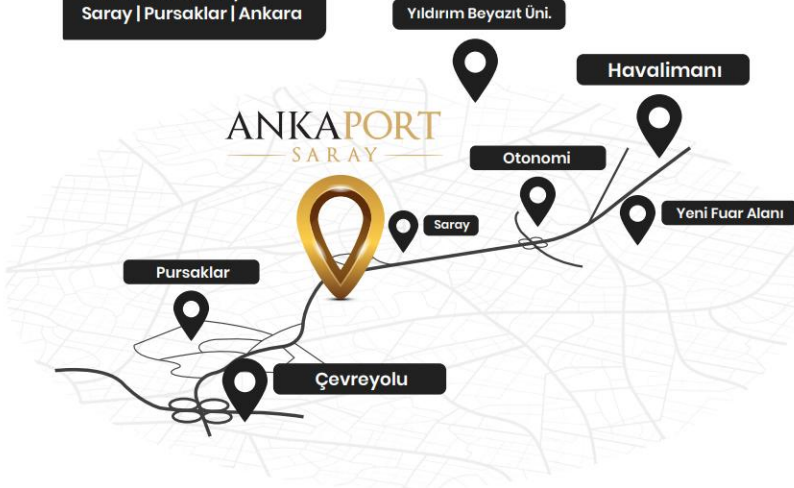 Saray | Pursaklar | Ankara
Yıldırım Beyazıt Üni.
Havalimanı
ANKAPORT
SARAY
Otonomi
Saray
Yeni Fuar Alanı
Pursaklar
Çevreyolu